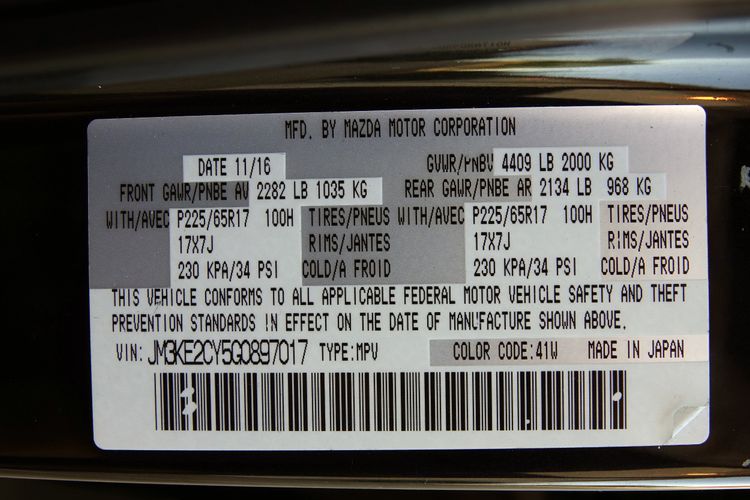 MFD. BY MAZDA MOTOR CORPORATION
DATE 11/16 GVWR/PNBV 4409 LB 2000 KG
FRONT GAWR/PNBE AV 2282 LB 1035 KG REAR GAWR/PNBE AR 2134 LB 968 KG
WITH/AVEC P225/65R17 100H TIRES/PNEUS WITH/AVEC P225/65R17 100H TIRES/PNEUS
17X7J RIMS/JANTES 17X7J RIMS/JANTES
230 KPA/34 PSI COLD/A FROID 230 KPA/34 PSI COLD/A FROID
THIS VEHICLE CONFORMS TO ALL APPLICABLE FEDERAL MOTOR VEHICLE SAFETY AND THEFT
PREVENTION STANDARDS IN EFFECT ON THE DATE OF MANUFACTURE SHOWN ABOVE.
VIN: JM3KE2CY5G0897017 TYPE:MPV COLOR CODE:41W MADE IN JAPAN